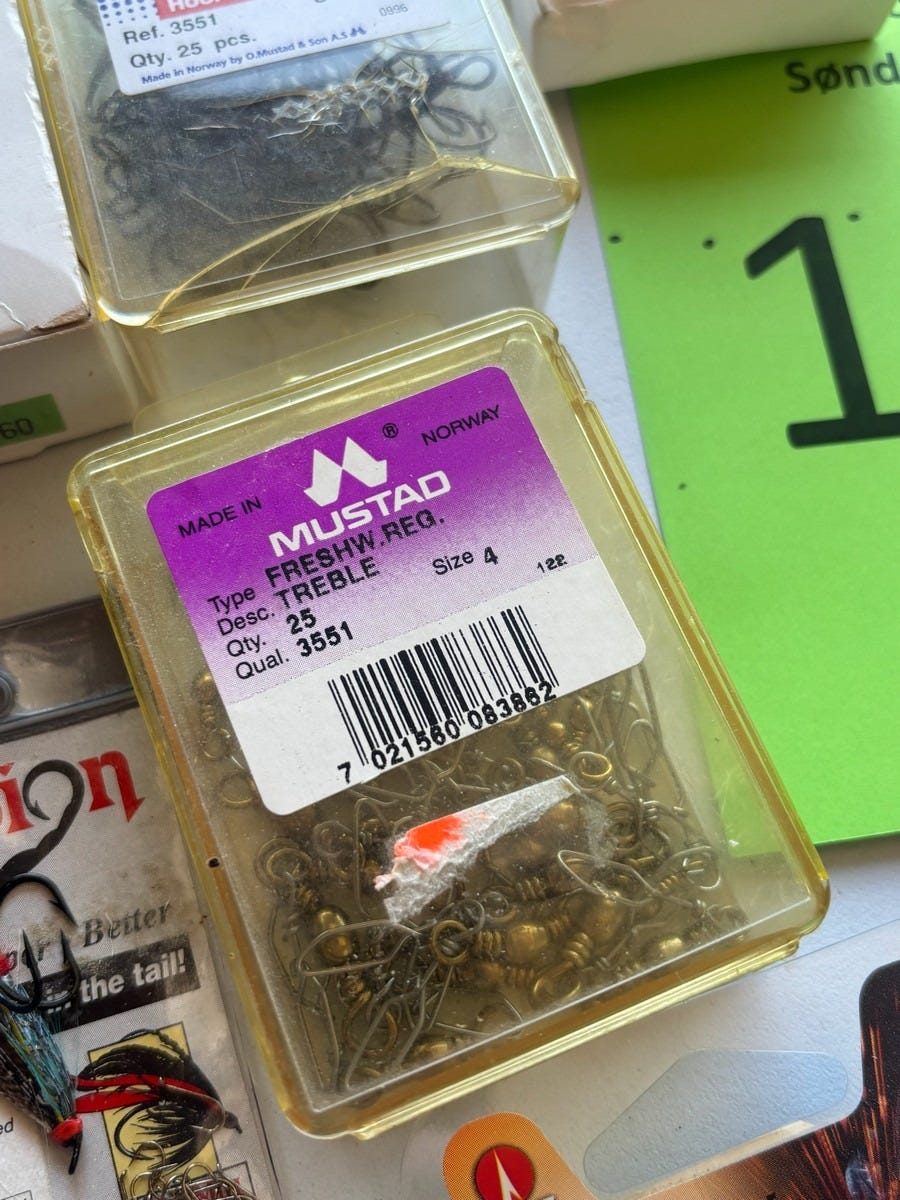 Ref. 3551
0996
Qty. 25 pcs.
Made in Norway by O.Mustad & Son A.S
Sønd
1
60
MADE IN
®
NORWAY
MUSTAD
Type FRESHW.REG.
Desc. TREBLE
Size 4
122
Qty. 25
Qual. 3551
7 021560 083862
Better
the tail!